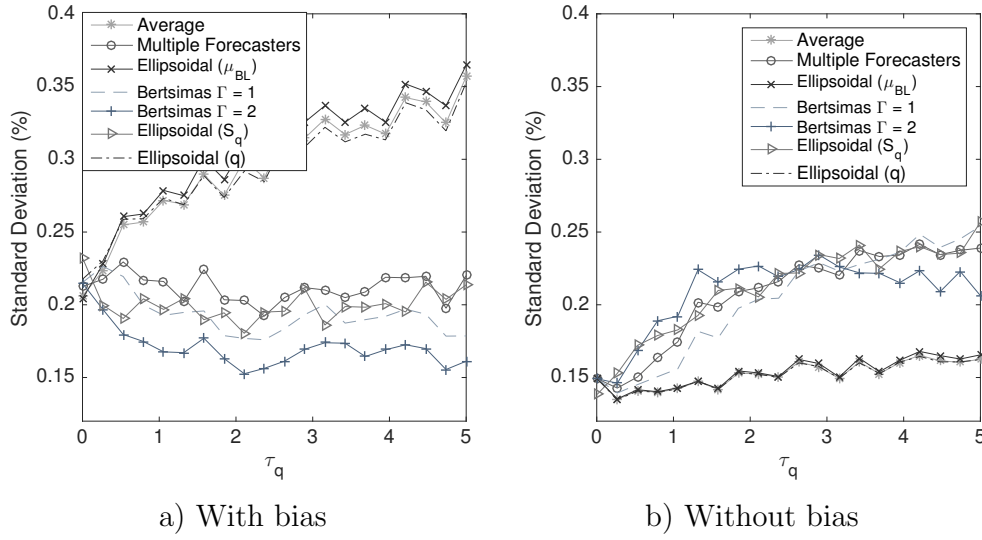 0.4
0.35
0.3
0.25
0.2
0.15
0
1
2
3
4
5
Standard Deviation (%)
τq
Average
Multiple Forecasters
Ellipsoidal (μBL)
Bertsimas Γ = 1
Bertsimas Γ = 2
Ellipsoidal (Sq)
Ellipsoidal (q)
a) With bias
0.4
0.35
0.3
0.25
0.2
0.15
0
1
2
3
4
5
Standard Deviation (%)
τq
Average
Multiple Forecasters
Ellipsoidal (μBL)
Bertsimas Γ = 1
Bertsimas Γ = 2
Ellipsoidal (Sq)
Ellipsoidal (q)
b) Without bias